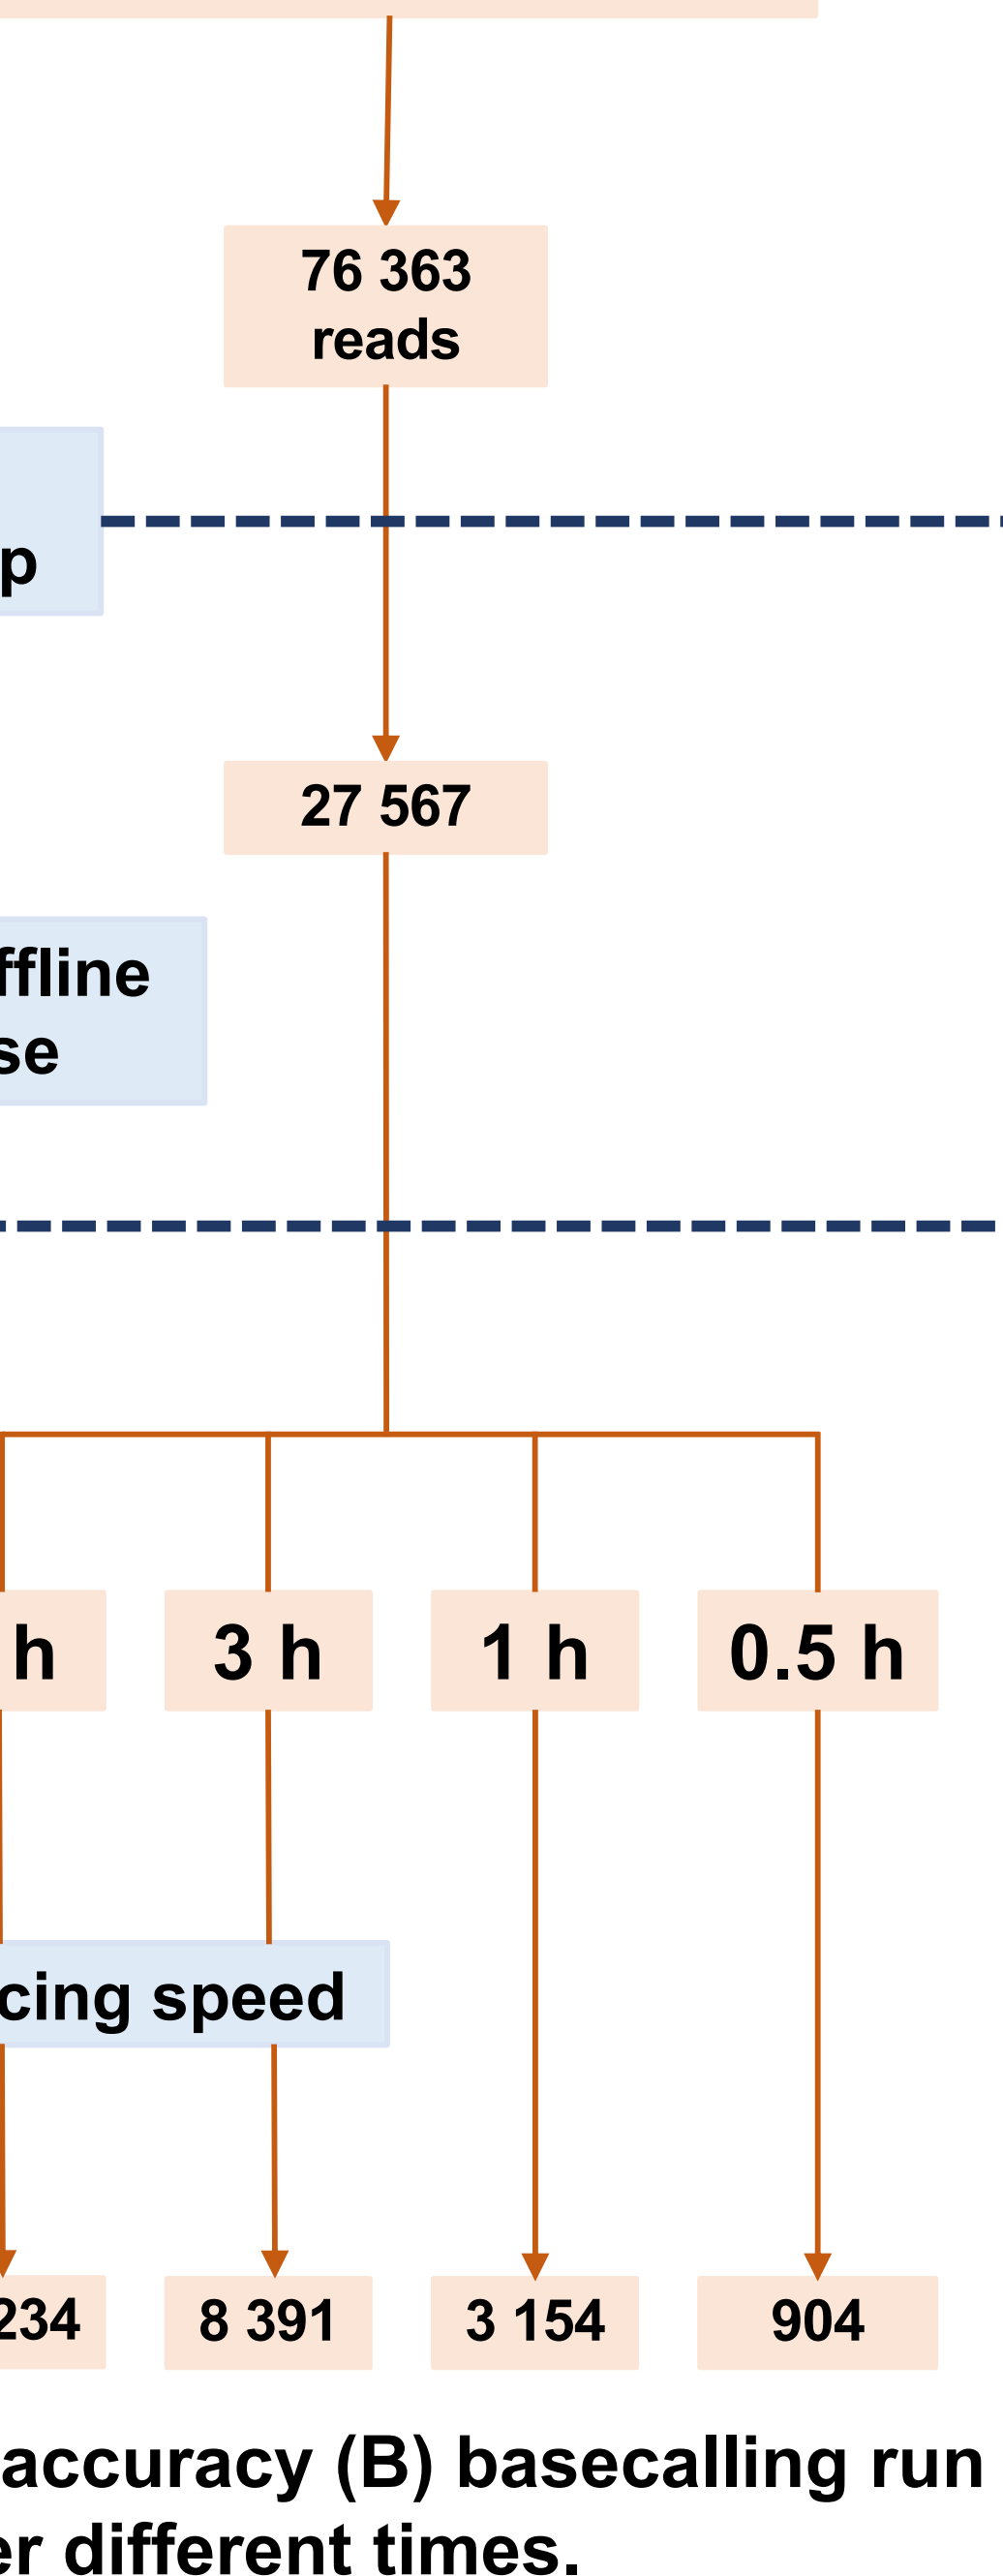 76 363
reads
p
27 567
ffline
se
h
3 h
1 h
0.5 h
cing speed
234
8 391
3 154
904
accuracy (B) basecalling run
er different times.